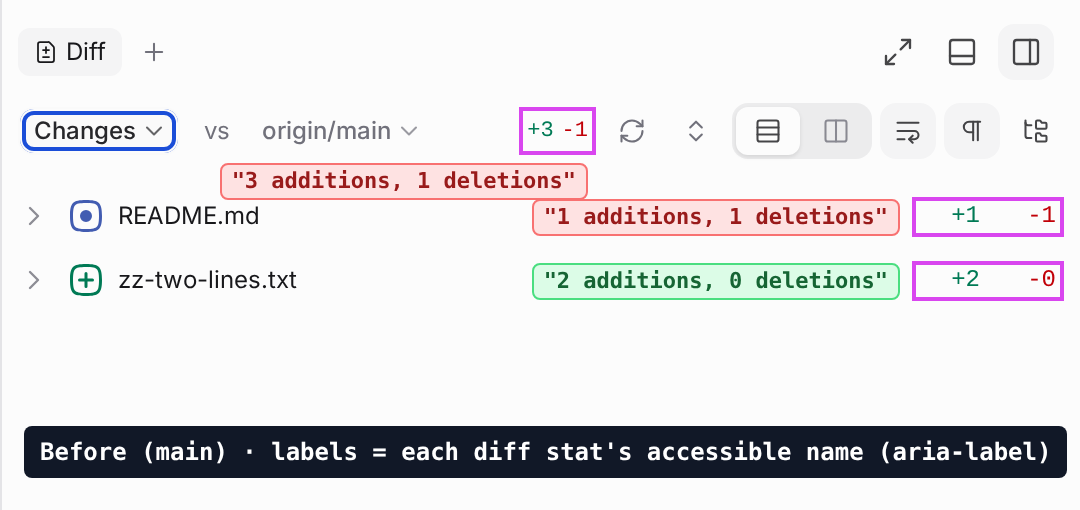 Diff
Changes vs origin/main +3 -1
"3 additions, 1 deletions"
README.md "1 additions, 1 deletions" +1 -1
zz-two-lines.txt "2 additions, 0 deletions" +2 -0
Before (main) · labels = each diff stat's accessible name (aria-label)